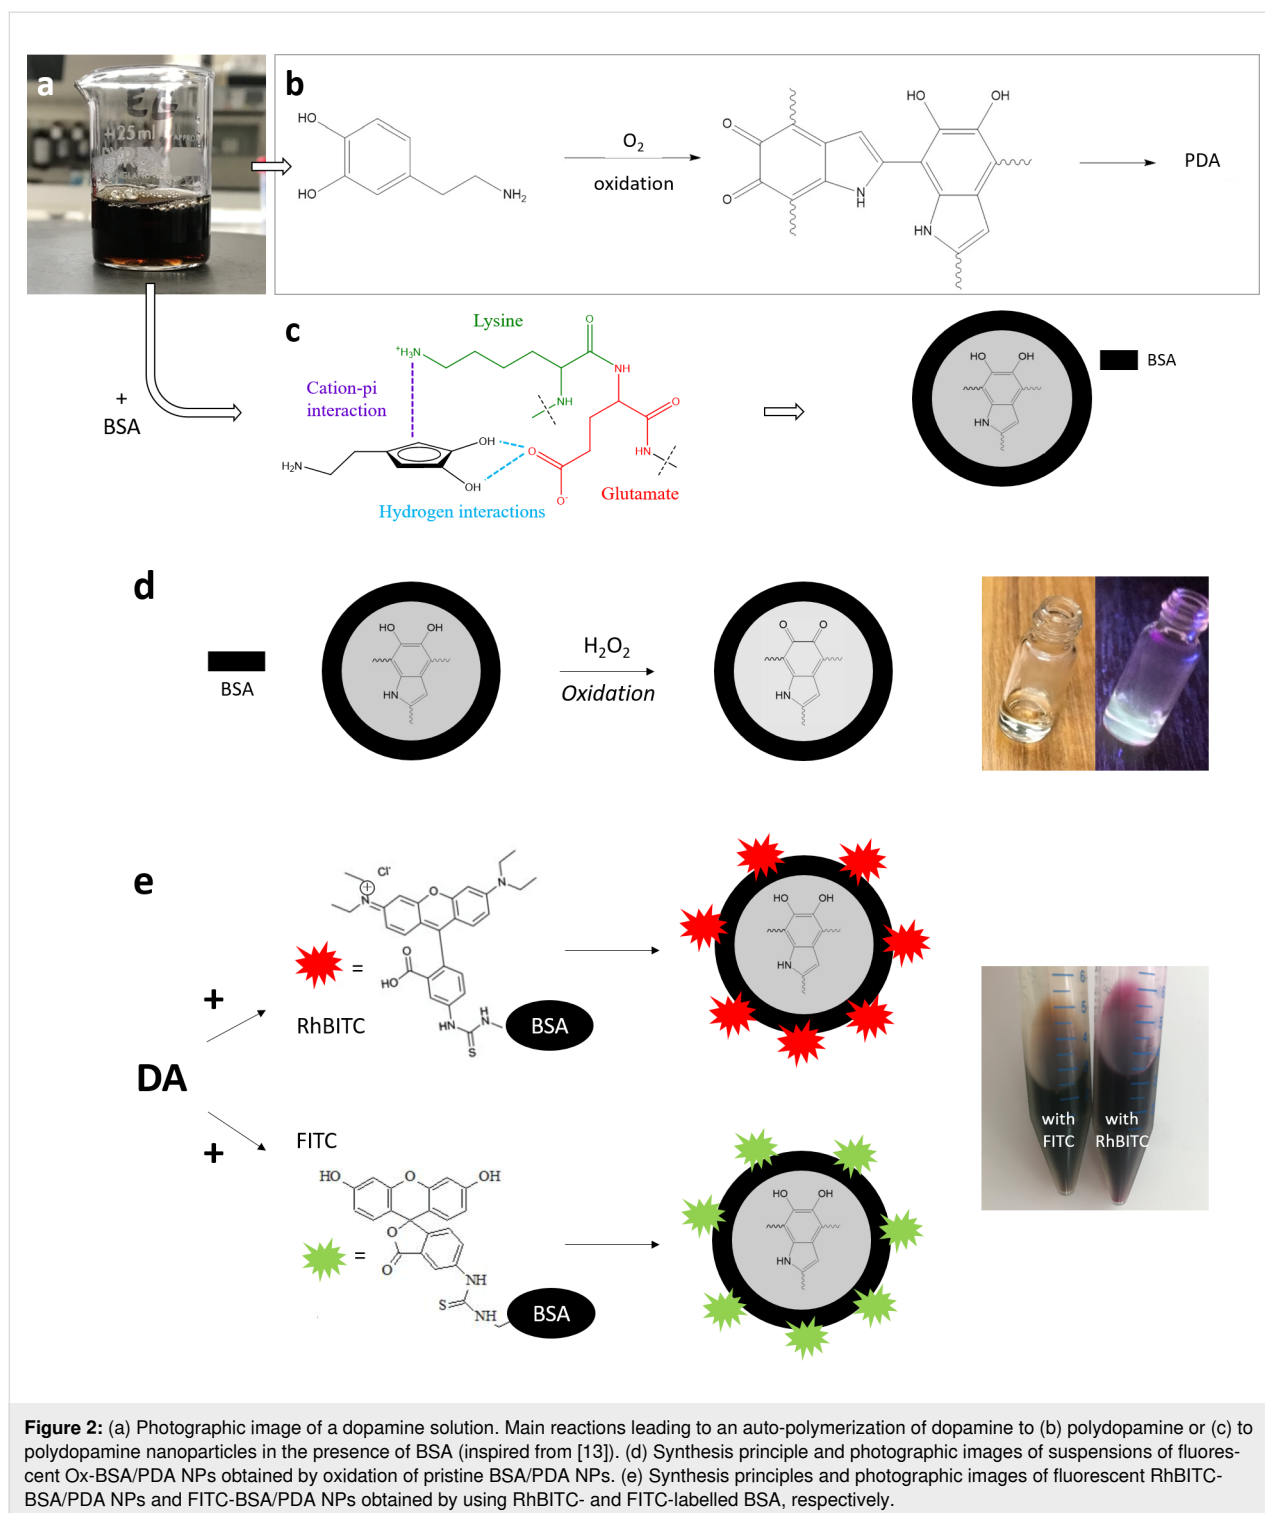 a
EG
25ml
b
HO
HO
NH₂
O₂
oxidation
O
O
N
H
HO
OH
HN
PDA
+
BSA
c
Lysine
⁺H₃N
O
NH
NH
O
HN
Cation-pi
interaction
H₂N
OH
OH
O
O⁻
Glutamate
Hydrogen interactions
HO
OH
HN
BSA
d
BSA
HO
OH
HN
H₂O₂
Oxidation
O
O
HN
e
DA
+
RhBITC
=
Cl⁻
N
O
N
O
HO
NH
S
H
N
BSA
HO
OH
HN
+
FITC
=
HO
O
OH
O
O
NH
S
NH
BSA
HO
OH
HN
6
5
4
with
FITC
with
RhBITC
Figure 2: (a) Photographic image of a dopamine solution. Main reactions leading to an auto-polymerization of dopamine to (b) polydopamine or (c) to
polydopamine nanoparticles in the presence of BSA (inspired from [13]). (d) Synthesis principle and photographic images of suspensions of fluores-
cent Ox-BSA/PDA NPs obtained by oxidation of pristine BSA/PDA NPs. (e) Synthesis principles and photographic images of fluorescent RhBITC-
BSA/PDA NPs and FITC-BSA/PDA NPs obtained by using RhBITC- and FITC-labelled BSA, respectively.